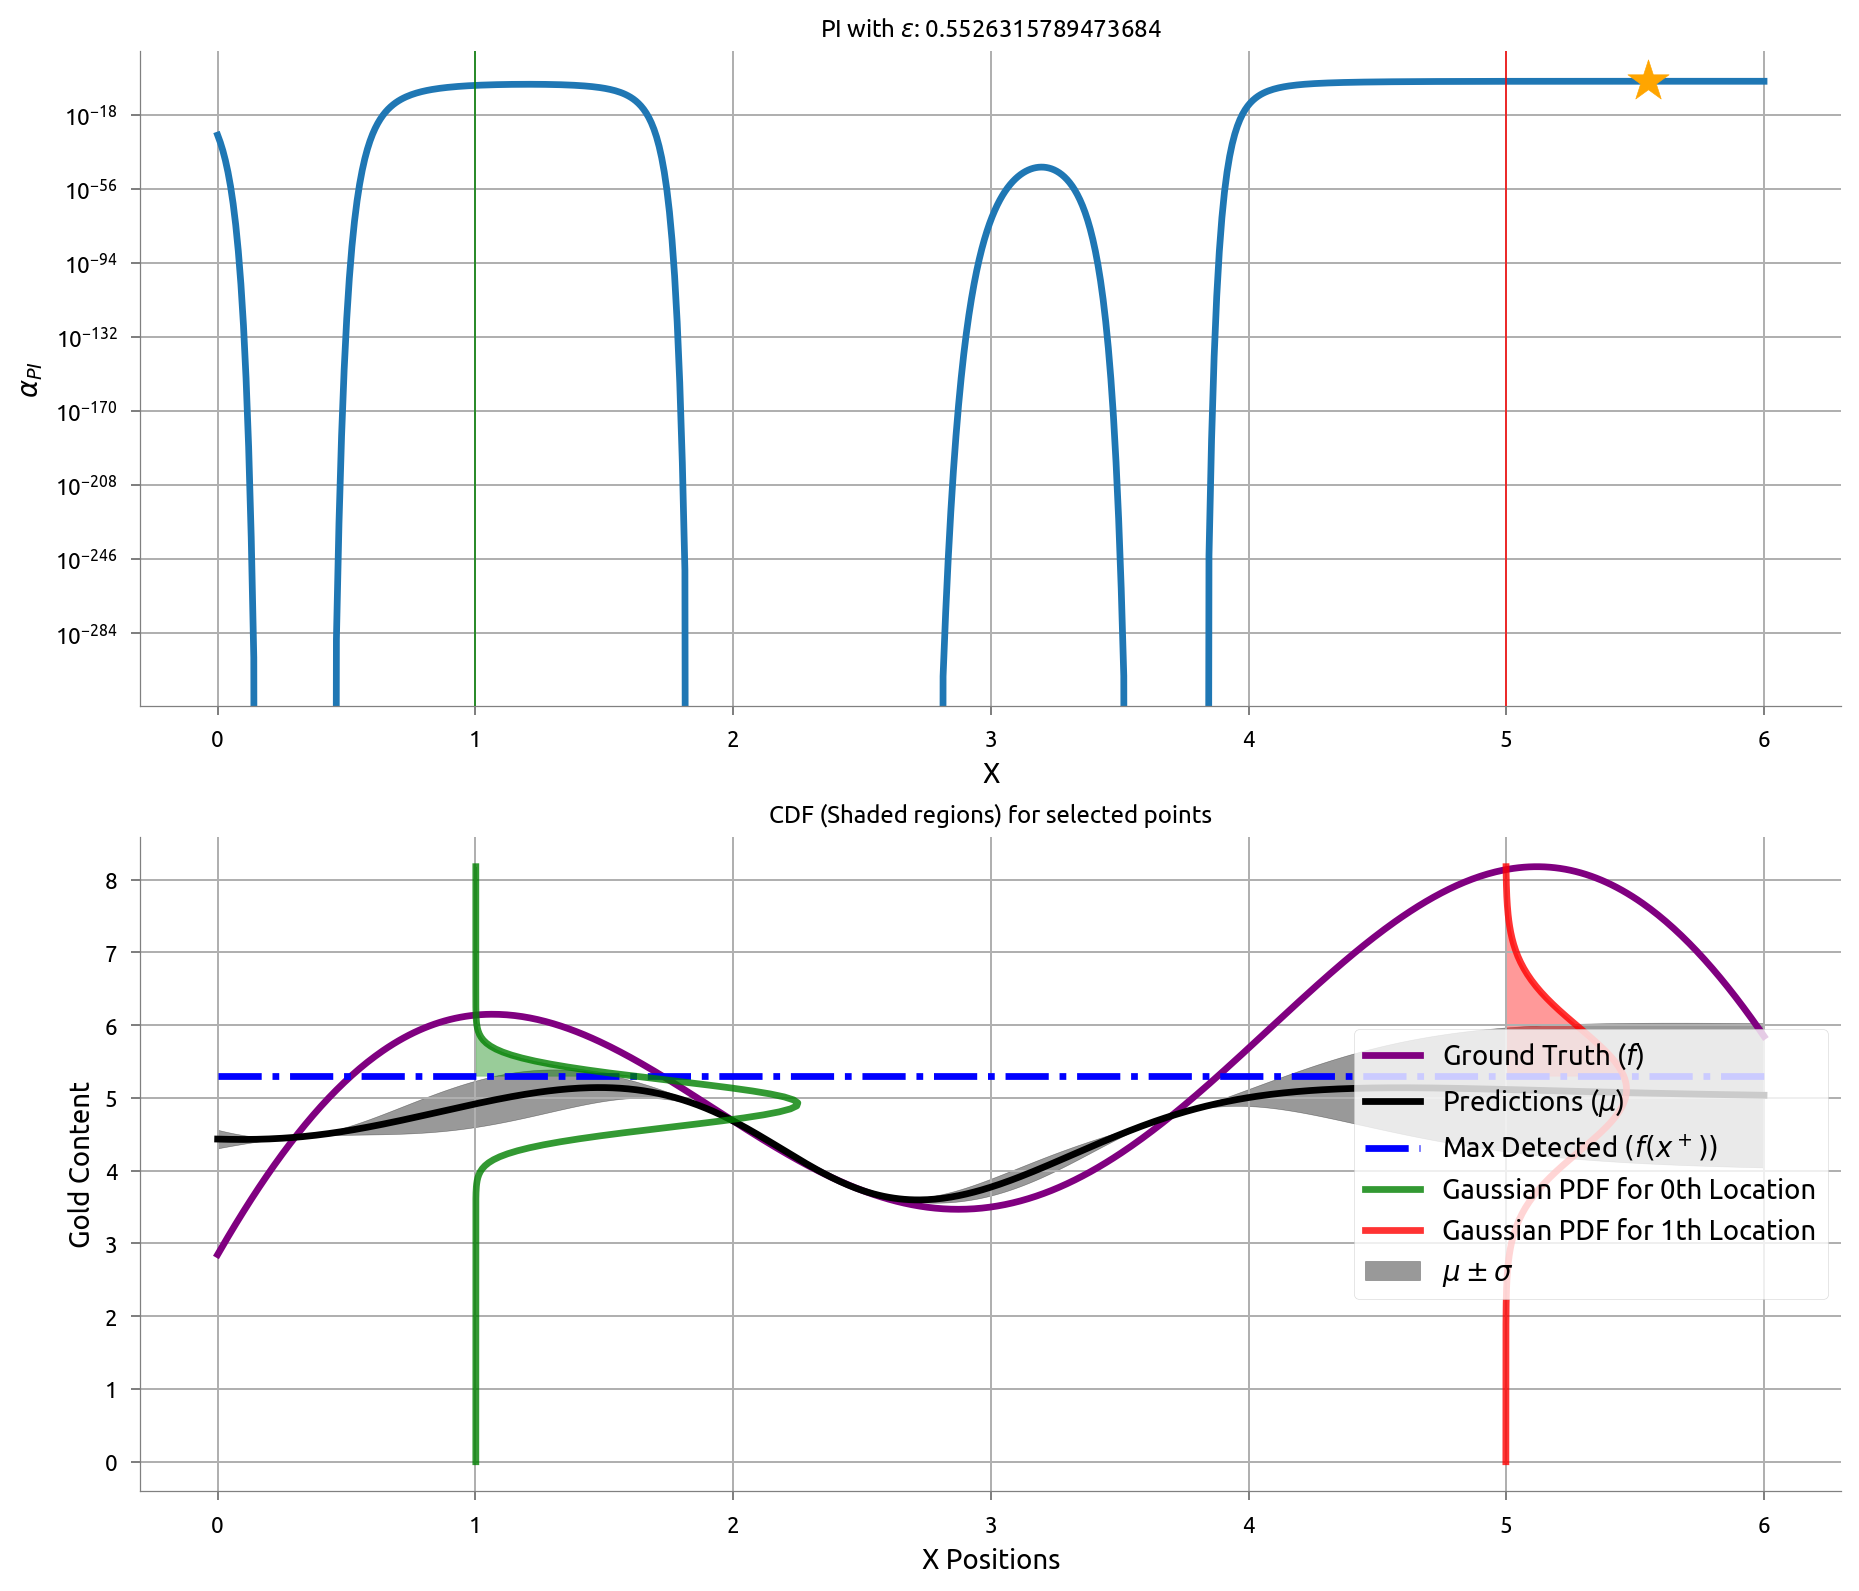 PI with ε: 0.5526315789473684
10⁻¹⁸
10⁻⁵⁶
10⁻⁹⁴
10⁻¹³²
10⁻¹⁷⁰
10⁻²⁰⁸
10⁻²⁴⁶
10⁻²⁸⁴
α_PI
0 1 2 3 4 5 6
X
CDF (Shaded regions) for selected points
8
7
6
5
4
3
2
1
0
Gold Content
Ground Truth (f)
Predictions (μ)
Max Detected (f(x⁺))
Gaussian PDF for 0th Location
Gaussian PDF for 1th Location
μ ± σ
0 1 2 3 4 5 6
X Positions